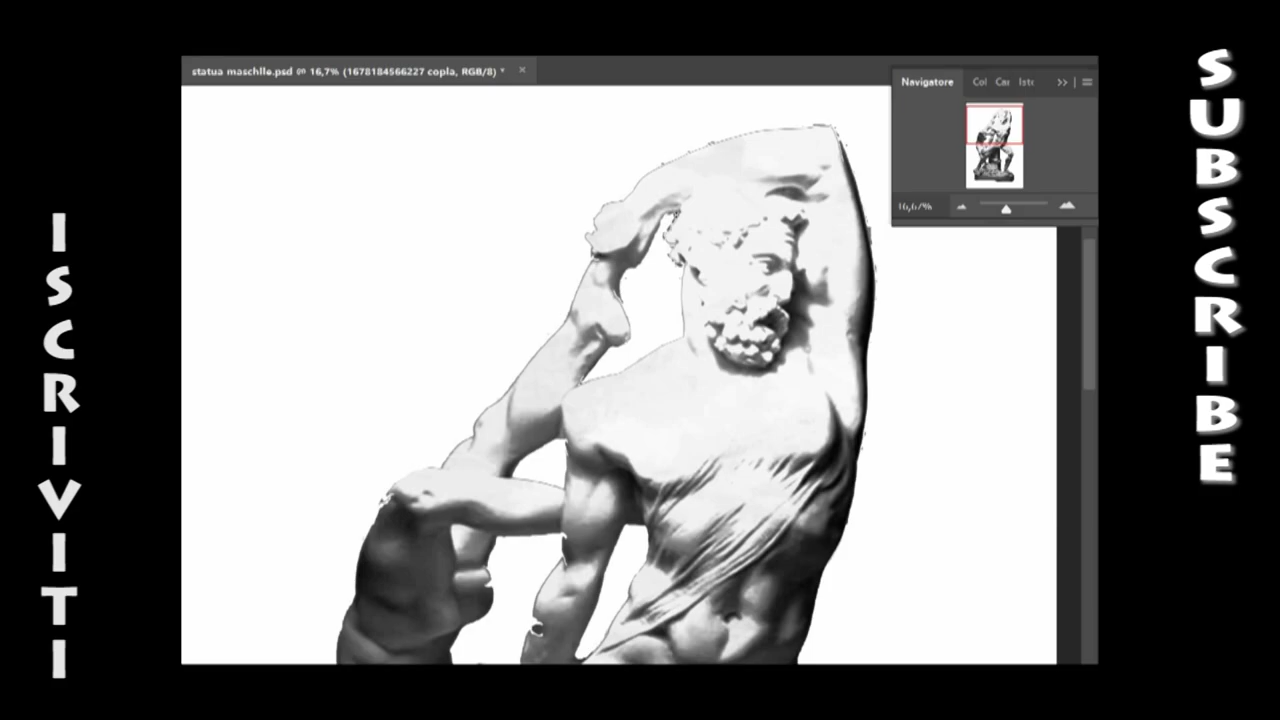 ISCRIVITI
statua maschile.psd @ 16,7% (1678184566227 copia, RGB/8) *
Navigatore
Col
Car
Isto
16,67%
SUBSCRIBE